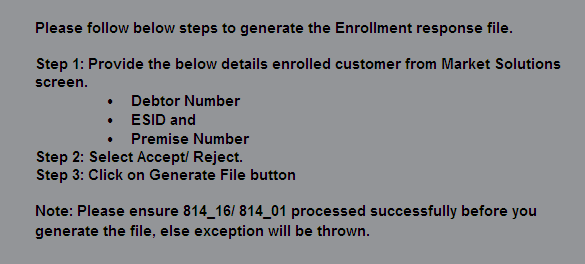 Please follow below steps to generate the Enrollment response file.
Step 1: Provide the below details enrolled customer from Market Solutions
screen.
• Debtor Number
• ESID and
• Premise Number
Step 2: Select Accept/ Reject.
Step 3: Click on Generate File button
Note: Please ensure 814_16/ 814_01 processed successfully before you
generate the file, else exception will be thrown.